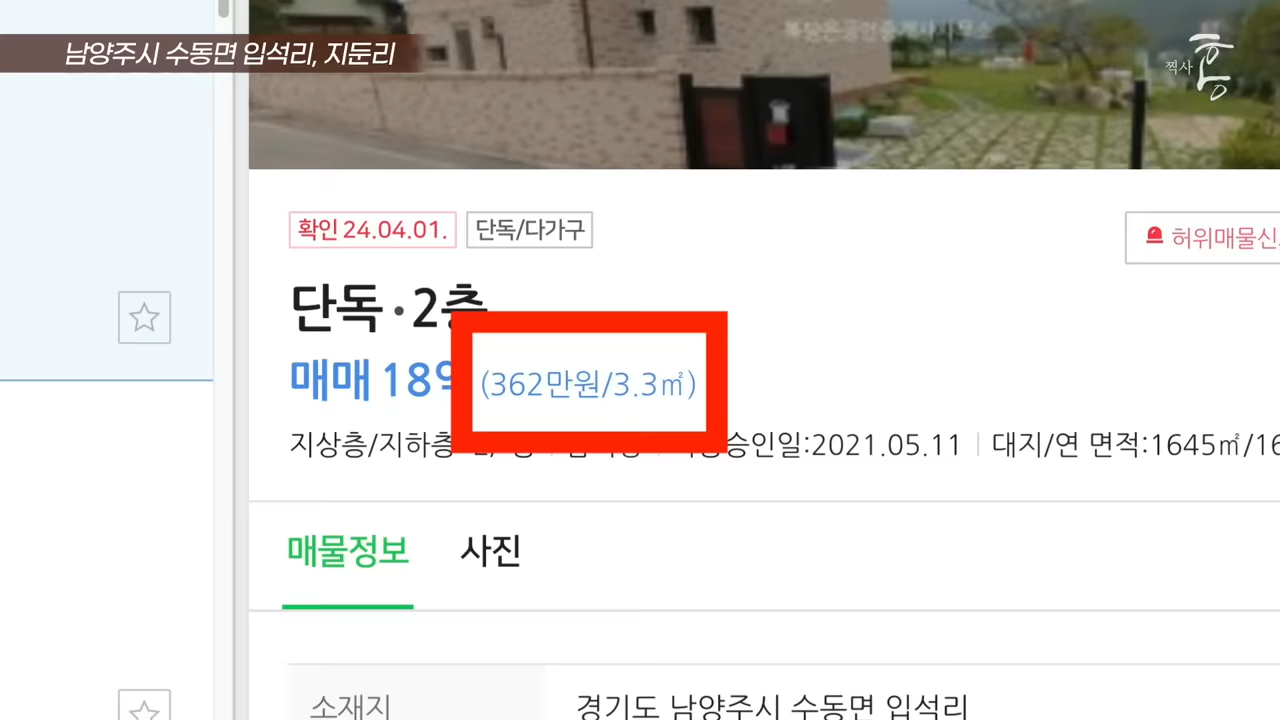 남양주시 수동면 입석리, 지둔리
찍사 홍
확인 24.04.01.
단독/다가구
허위매물신
단독·2층
매매 18억
(362만원/3.3㎡)
지상층/지하층
승인일:2021.05.11
대지/연 면적:1645㎡/16
매물정보
사진
소재지
경기도 남양주시 수동면 입석리